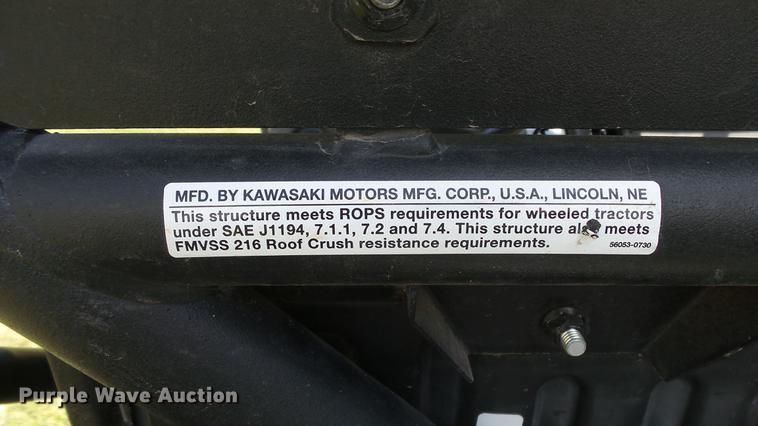 MFD. BY KAWASAKI MOTORS MFG. CORP., U.S.A., LINCOLN, NE
This structure meets ROPS requirements for wheeled tractors
under SAE J1194, 7.1.1, 7.2 and 7.4. This structure also meets
FMVSS 216 Roof Crush resistance requirements. 56053-0730
Purple Wave Auction